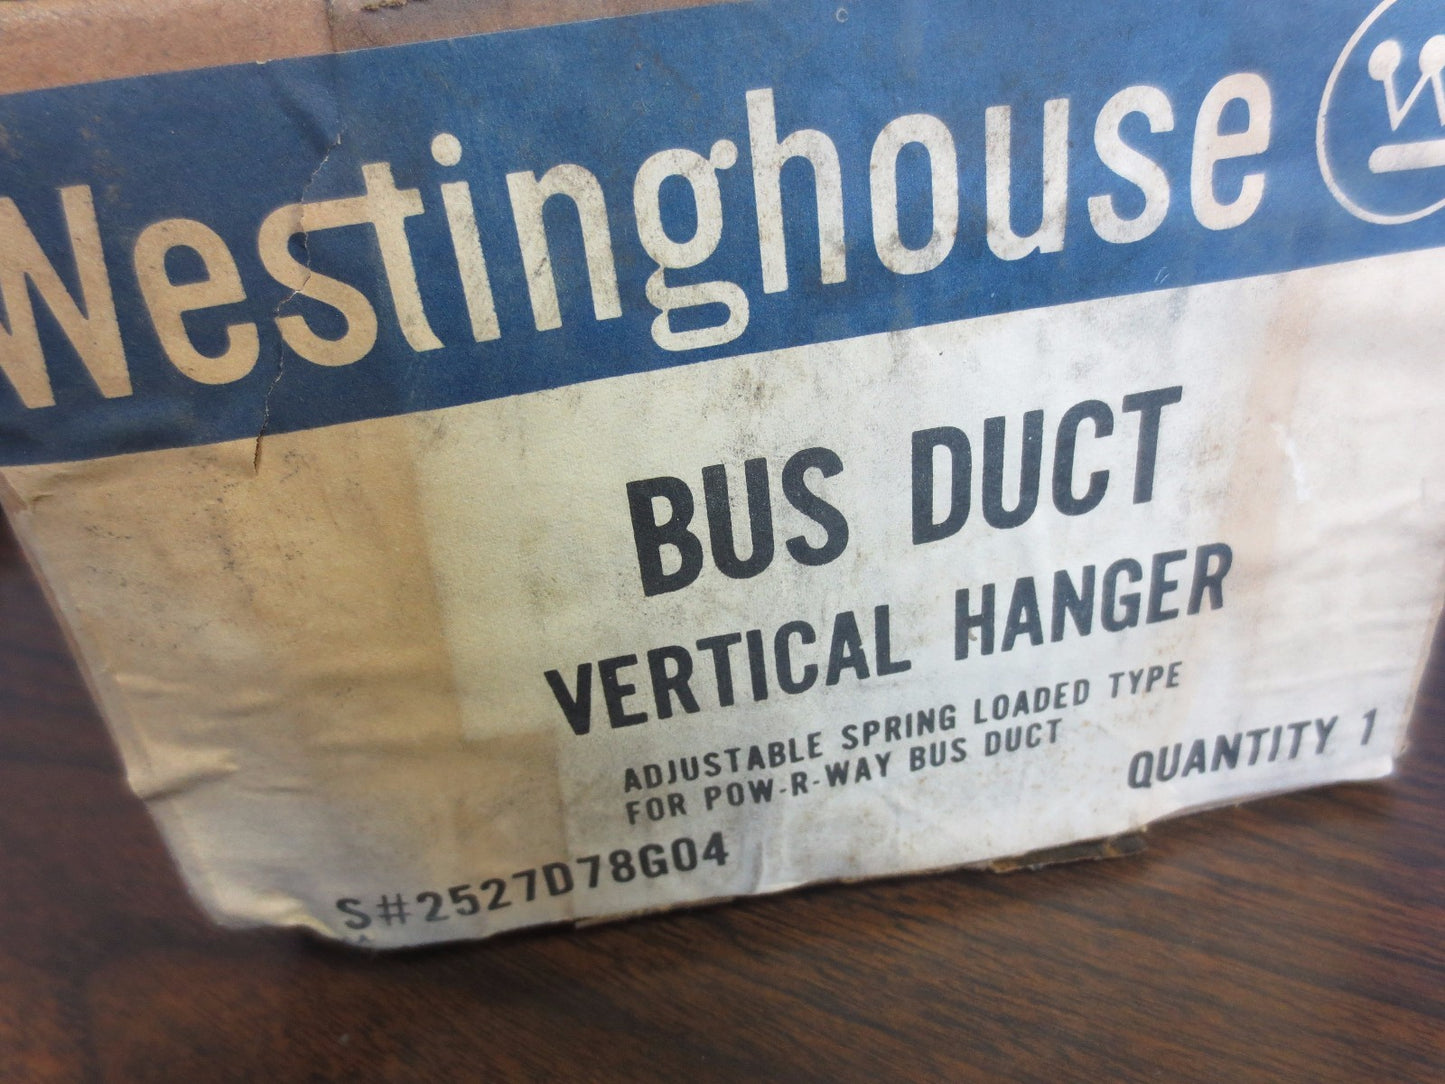 Westinghouse W
BUS DUCT
VERTICAL HANGER
ADJUSTABLE SPRING LOADED TYPE
FOR POW-R-WAY BUS DUCT
QUANTITY 1
S#2527D78G04